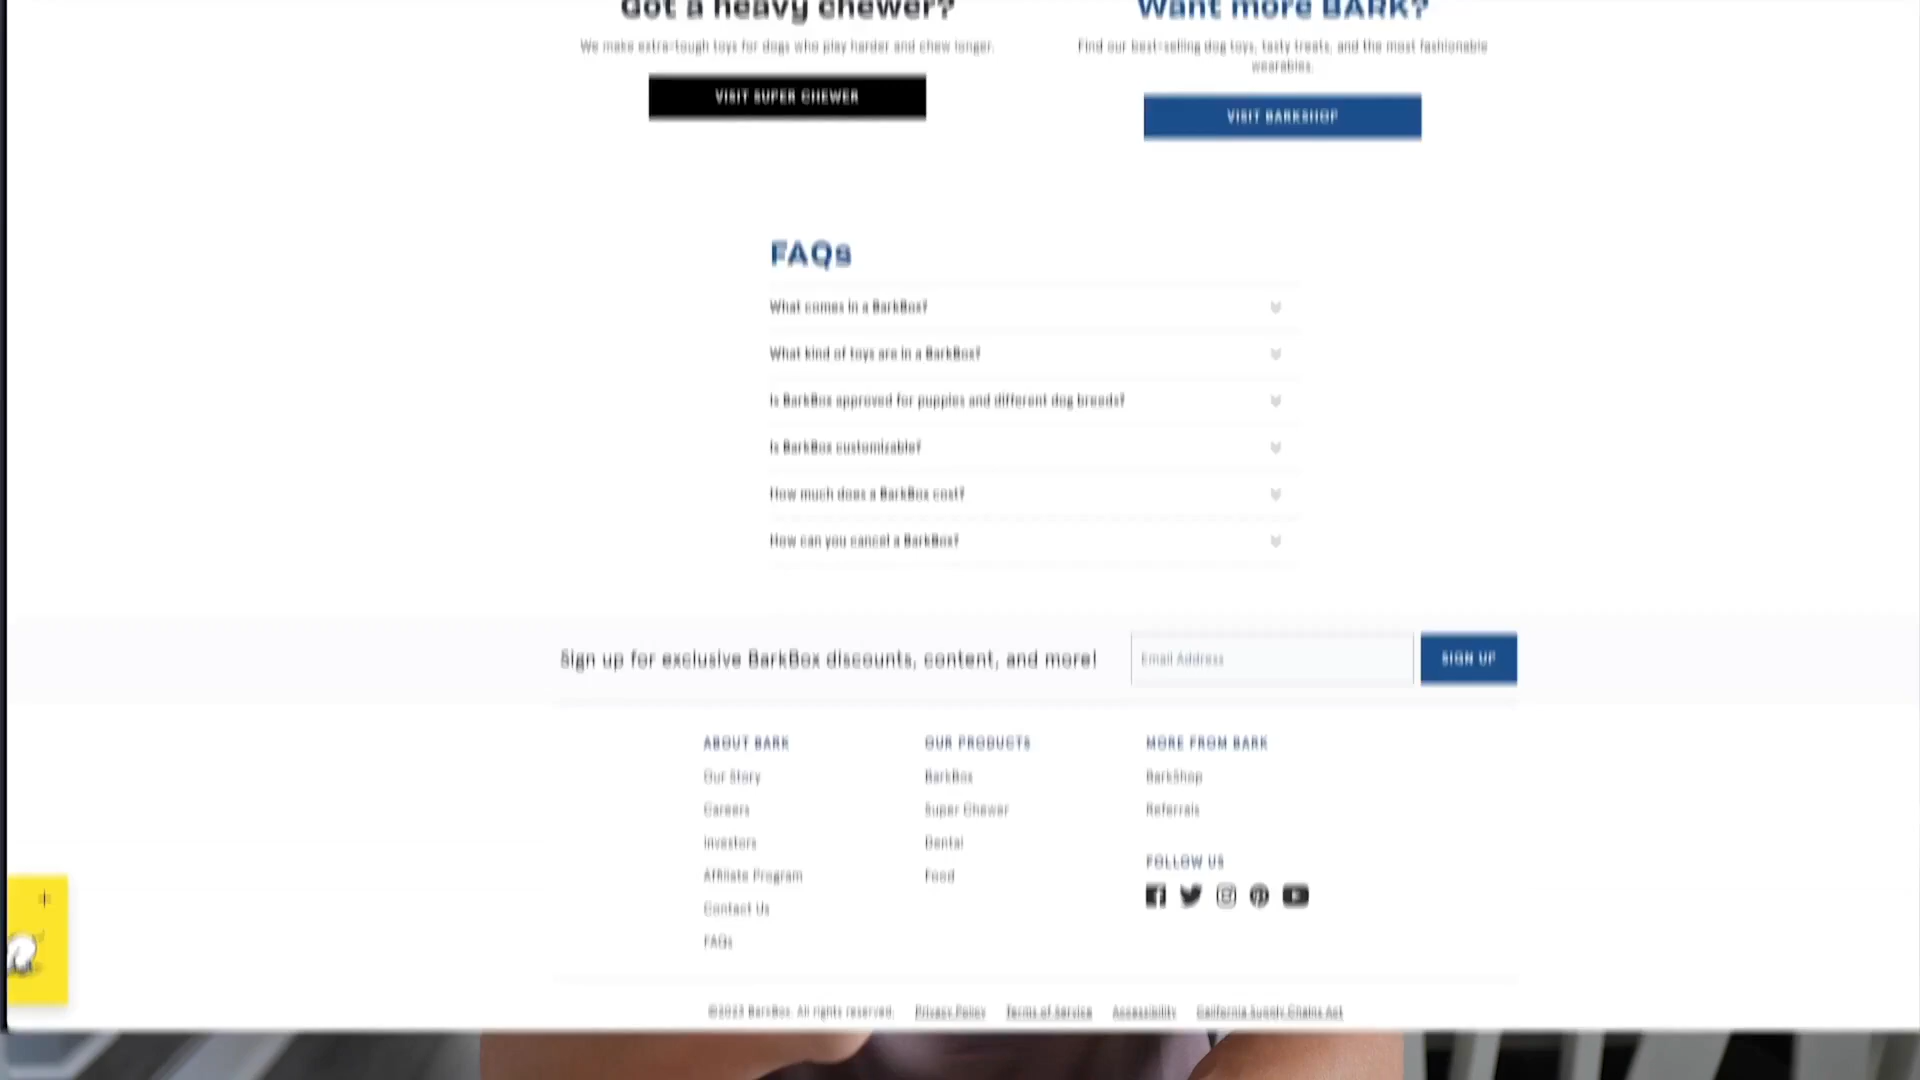 Got a heavy chewer?
We make extra-tough toys for dogs who play harder and chew longer.
VISIT SUPER CHEWER
Want more BARK?
Find our best-selling dog toys, tasty treats, and the most fashionable
wearables.
VISIT BARKSHOP
FAQs
What comes in a BarkBox?
What kind of toys are in a BarkBox?
Is BarkBox approved for puppies and different dog breeds?
Is BarkBox customizable?
How much does a BarkBox cost?
How can you cancel a BarkBox?
Sign up for exclusive BarkBox discounts, content, and more!
Email Address
SIGN UP
ABOUT BARK
Our Story
Careers
Investors
Affiliate Program
Contact Us
FAQs
OUR PRODUCTS
BarkBox
Super Chewer
Dental
Food
MORE FROM BARK
BarkShop
Referrals
FOLLOW US
©2023 BarkBox. All rights reserved. Privacy Policy Terms of Service Accessibility California Supply Chains Act